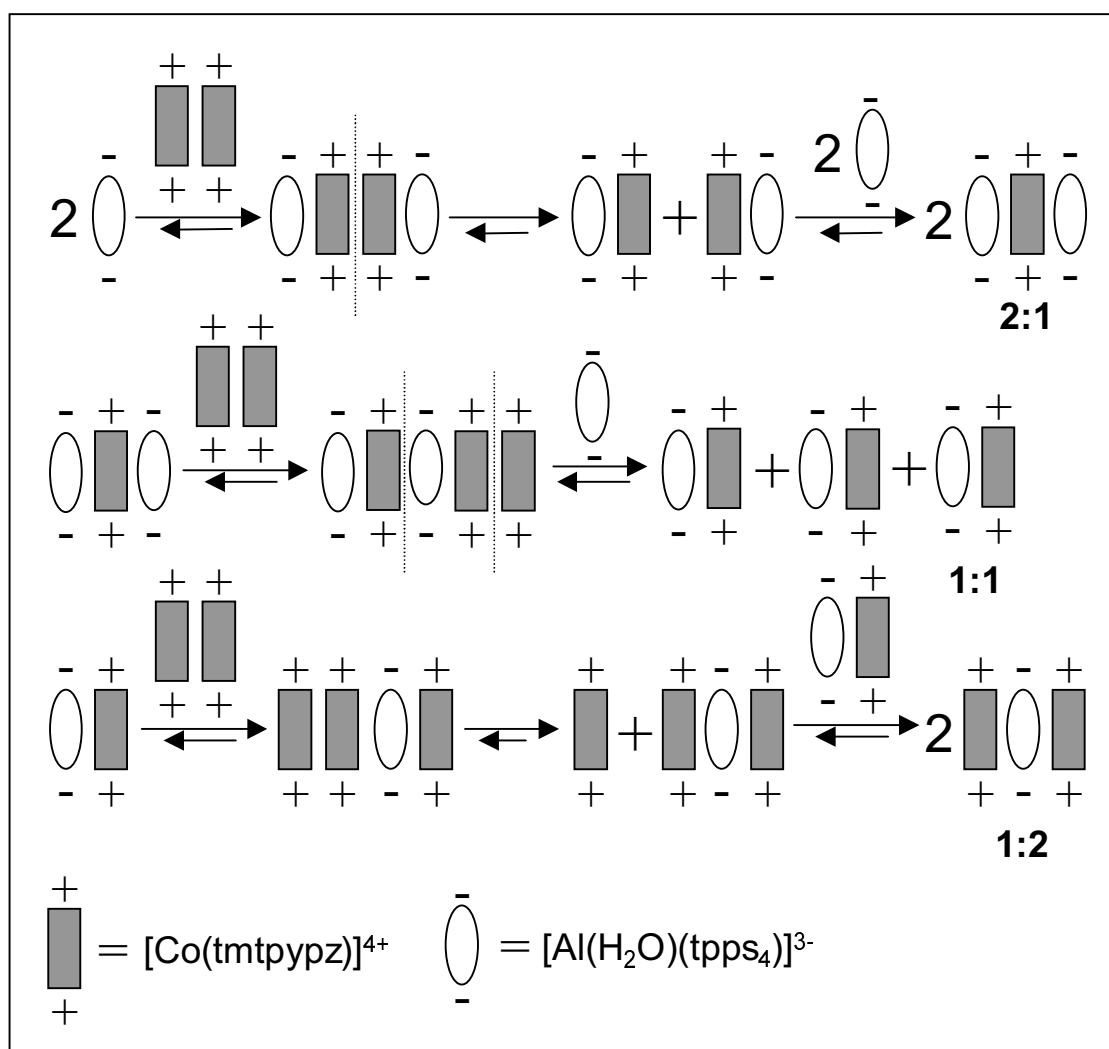 + + -
- - + + - + + - 2 - +  -
2 + + + - 2
- - + + - + + - - + -
2:1
+ + -
- + - - + - + + - + - + - +
+ + - + +
- + - - + - + + - + - + - +
1:1
+ + - +
- + + + - + + + - + + - +
+ + + - + 2
- + + + - + + + - + + - +
1:2
+ -
= [Co(tmtpypz)]4+ = [Al(H2O)(tpps4)]3-
+ -